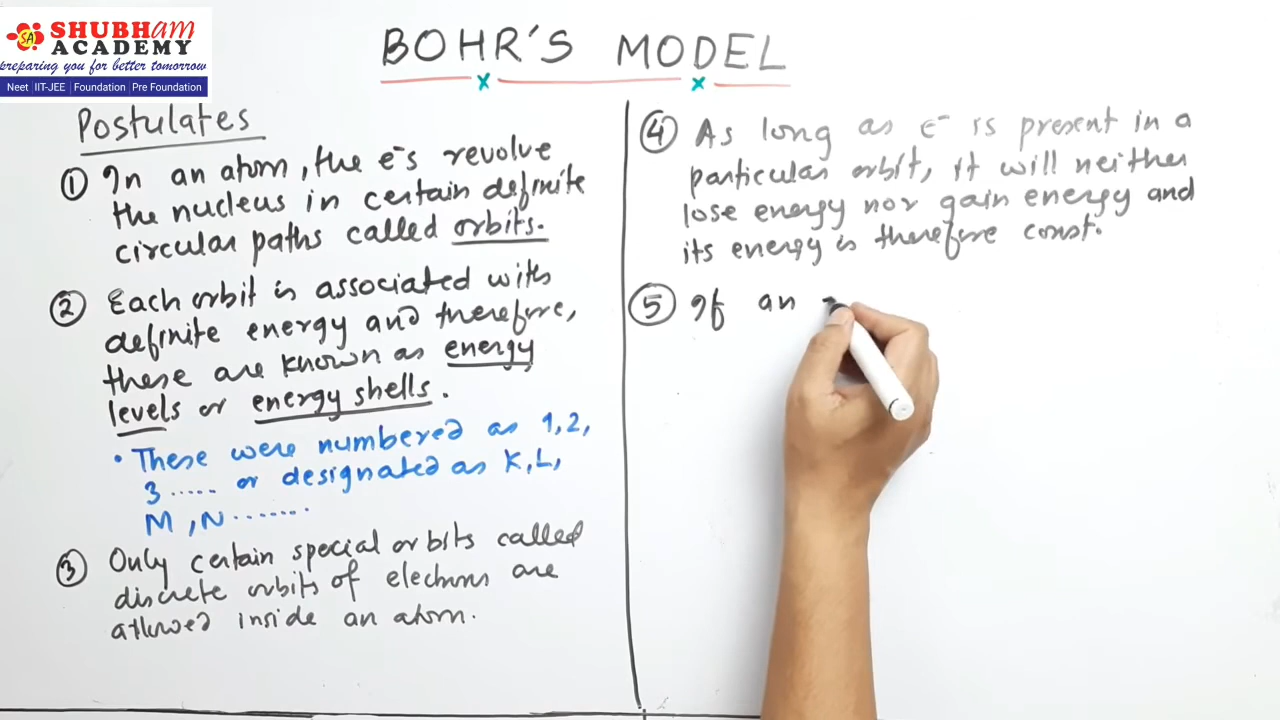 SHUBHAM
ACADEMY
preparing you for better tomorrow
Neet | IIT-JEE | Foundation | Pre Foundation
BOHR'S MODEL
Postulates
① In an atom, the e⁻s revolve
the nucleus in certain definite
circular paths called orbits.
② Each orbit is associated with
definite energy and therefore,
these are known as energy
levels or energy shells.
• These were numbered as 1,2,
3 ..... or designated as K, L,
M, N .......
③ Only certain special orbits called
discrete orbits of electrons are
allowed inside an atom.
④ As long as e⁻ is present in a
particular orbit, it will neither
lose energy nor gain energy and
its energy is therefore const.
⑤ If an